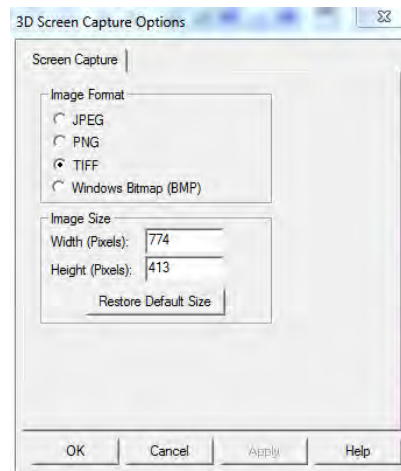 3D Screen Capture Options
Screen Capture
Image Format
JPEG
PNG
TIFF
Windows Bitmap (BMP)
Image Size
Width (Pixels): 774
Height (Pixels): 413
Restore Default Size
OK Cancel Apply Help